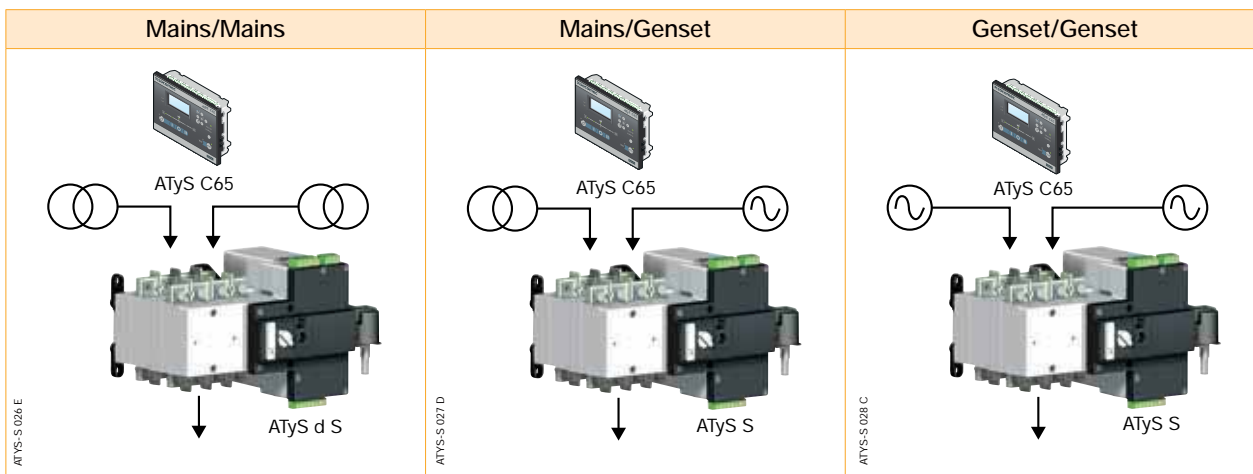 Mains/Mains
Mains/Genset
Genset/Genset
ATyS C65
ATyS C65
ATyS C65
ATyS d S
ATyS S
ATyS S
ATYS-S 026 E
ATYS-S 027 D
ATYS-S 028 C